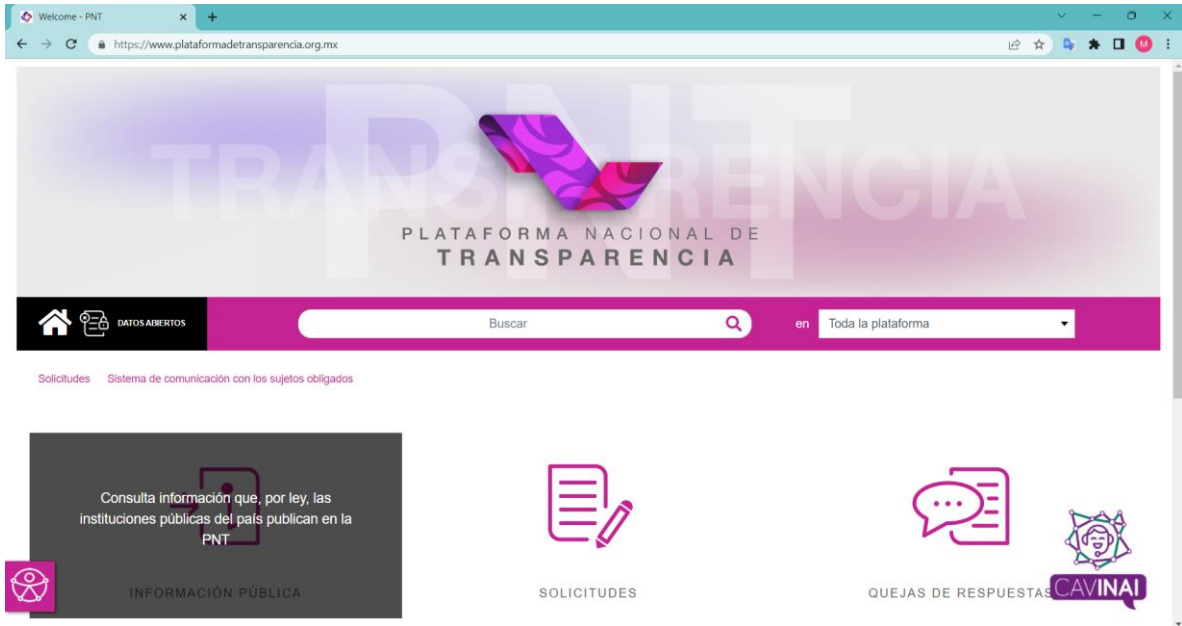 Welcome - PNT
https://www.plataformadetransparencia.org.mx
M
PNT
TRANSPARENCIA
PLATAFORMA NACIONAL DE
TRANSPARENCIA
DATOS ABIERTOS
Buscar
en
Toda la plataforma
Solicitudes
Sistema de comunicación con los sujetos obligados
Consulta información que, por ley, las
instituciones públicas del país publican en la
PNT
INFORMACIÓN PÚBLICA
SOLICITUDES
QUEJAS DE RESPUESTAS
CAVINAI